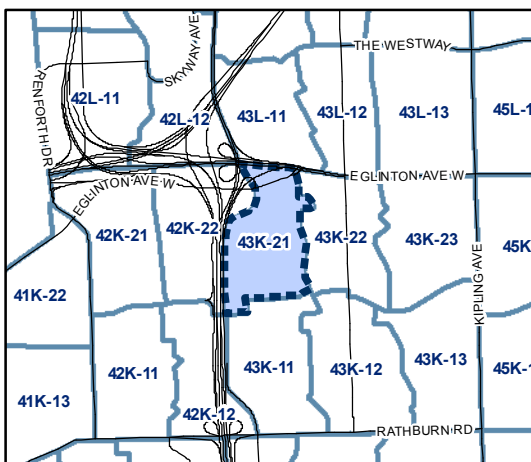 SKYWAY AVE
THE WESTWAY
RENFORTH DR
42L-11
42L-12
43L-11
43L-12
43L-13
45L-1
EGLINTON AVE W
EGLINTON AVE W
42K-21
42K-22
43K-21
43K-22
43K-23
45K
41K-22
KIPLING AVE
42K-11
43K-11
43K-12
43K-13
45K-1
41K-13
42K-12
RATHBURN RD